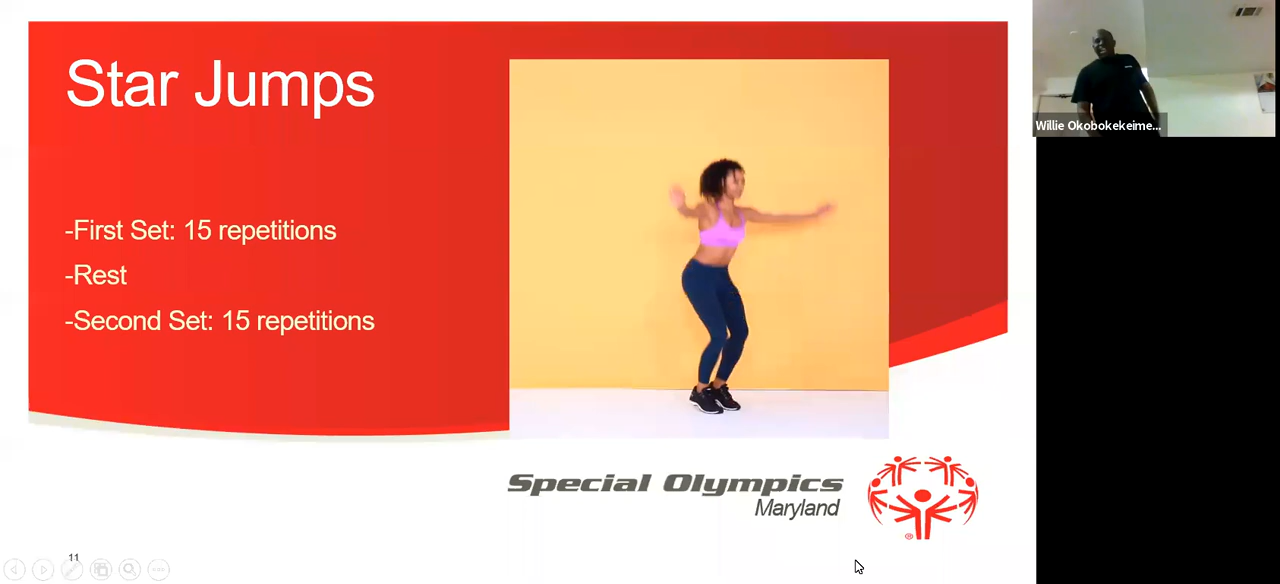 Star Jumps
-First Set: 15 repetitions
-Rest
-Second Set: 15 repetitions
Special Olympics
Maryland
®
11
Willie Okobokekeime...